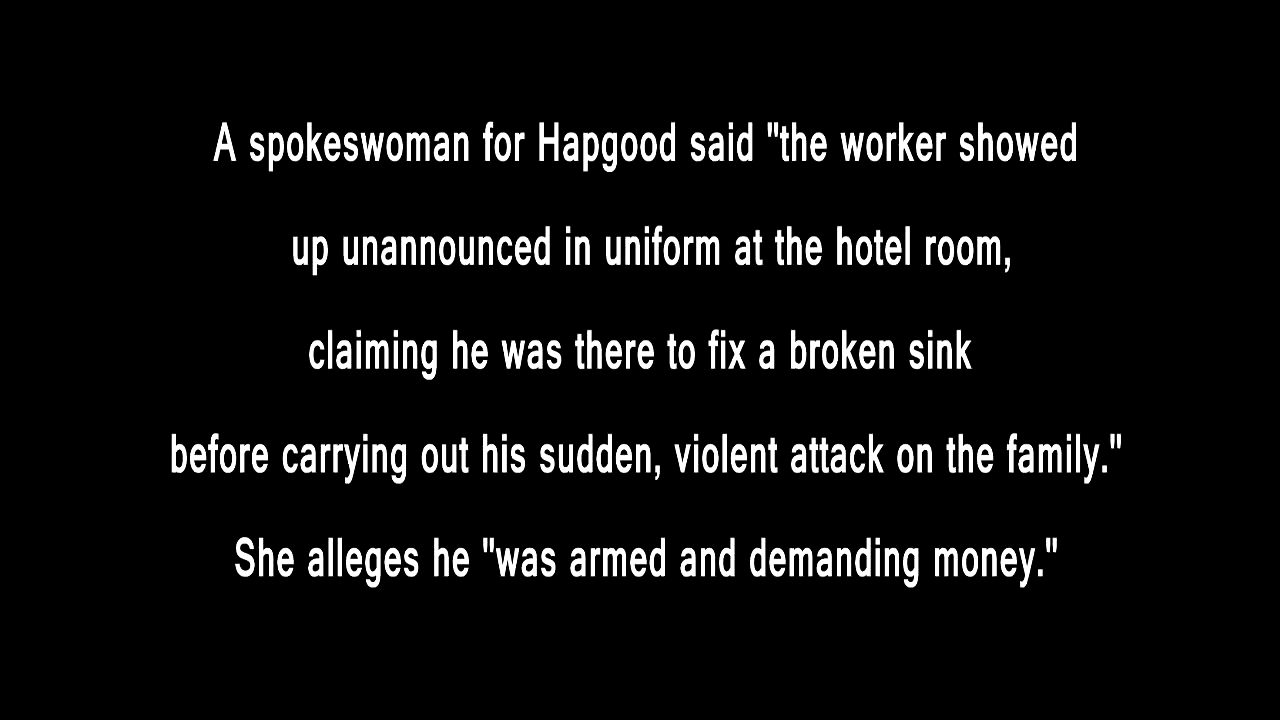 A spokeswoman for Hapgood said "the worker showed
up unannounced in uniform at the hotel room,
claiming he was there to fix a broken sink
before carrying out his sudden, violent attack on the family."
She alleges he "was armed and demanding money."